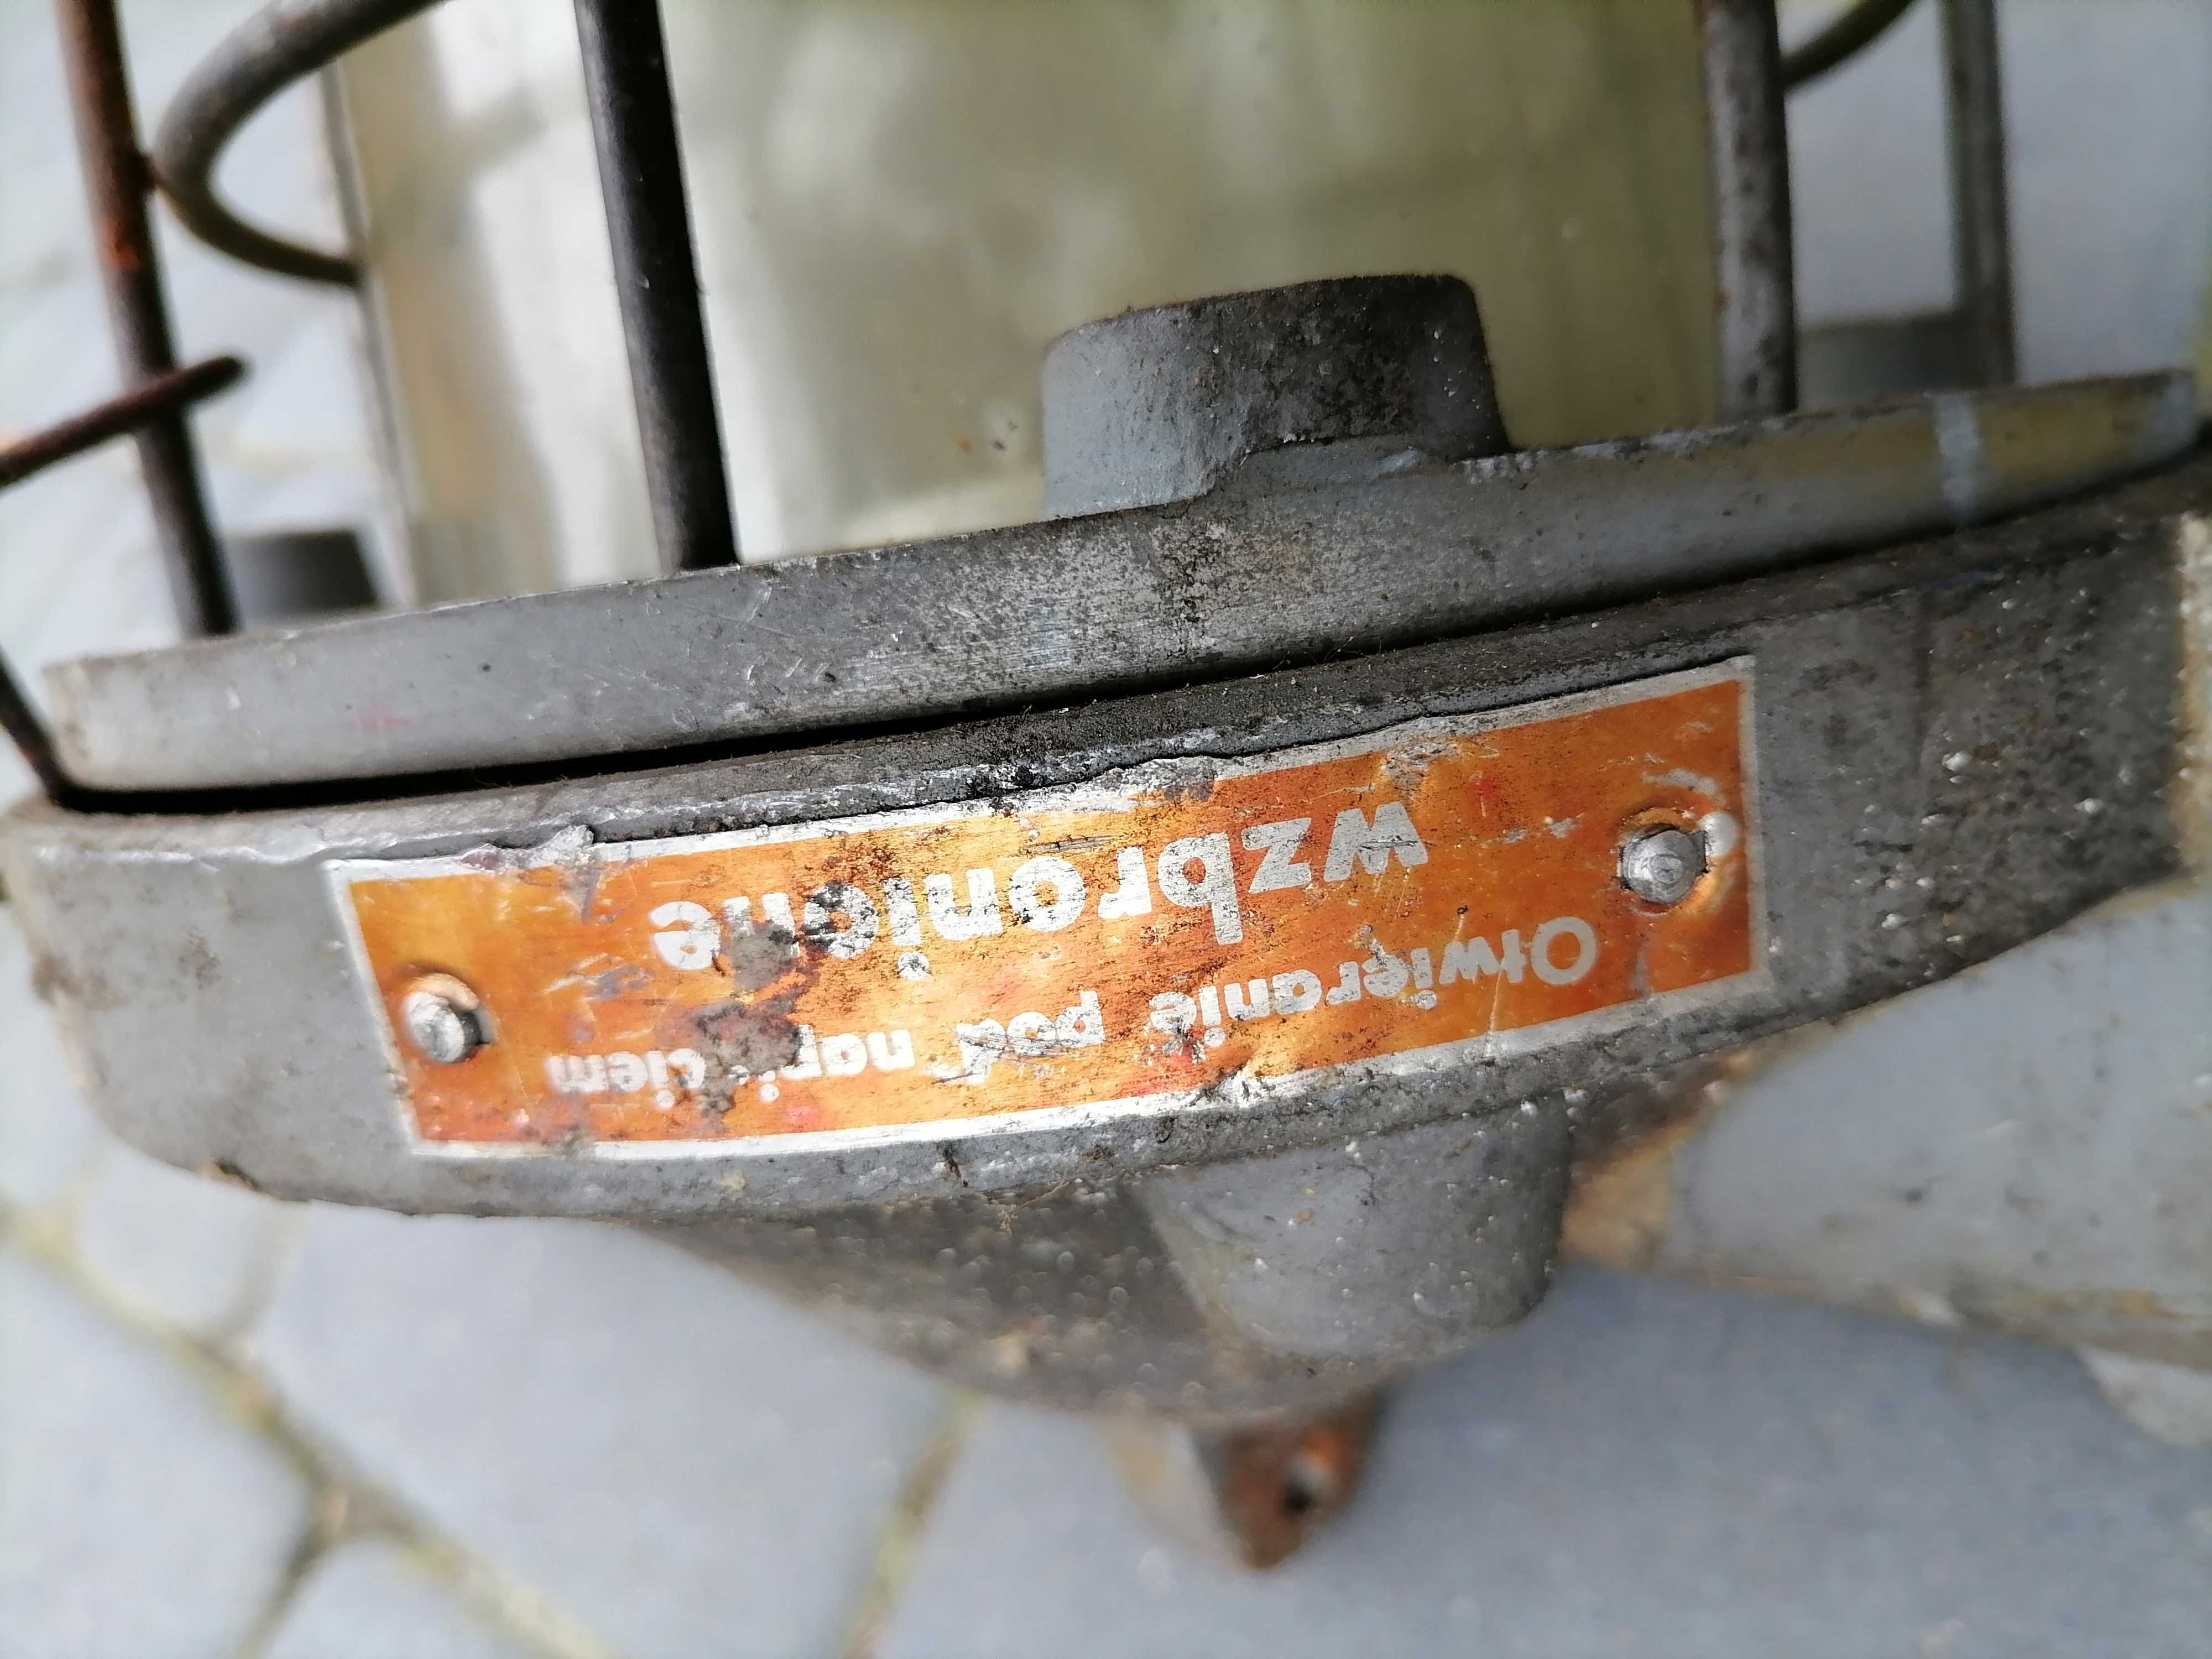 Otwieranie pod napięciem
wzbronione